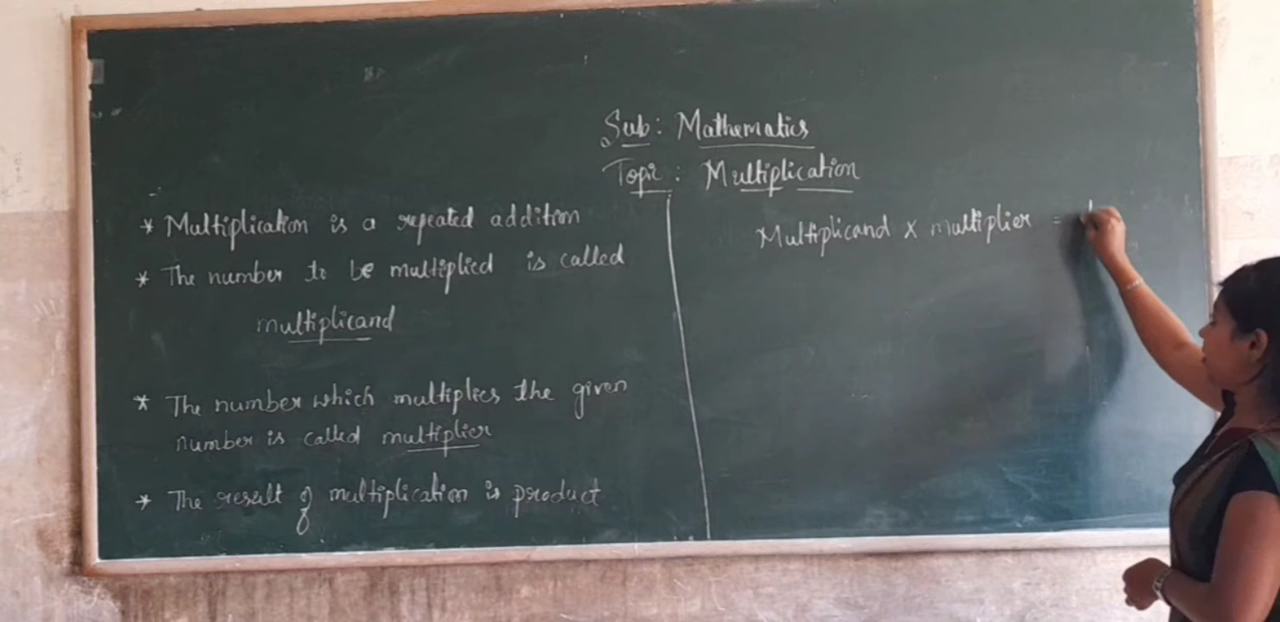 Sub: Mathematics
Topic: Multiplication
* Multiplication is a repeated addition
* The number to be multiplied is called
multiplicand
* The number which multiplies the given
number is called multiplier
* The result of multiplication is product
Multiplicand x multiplier =